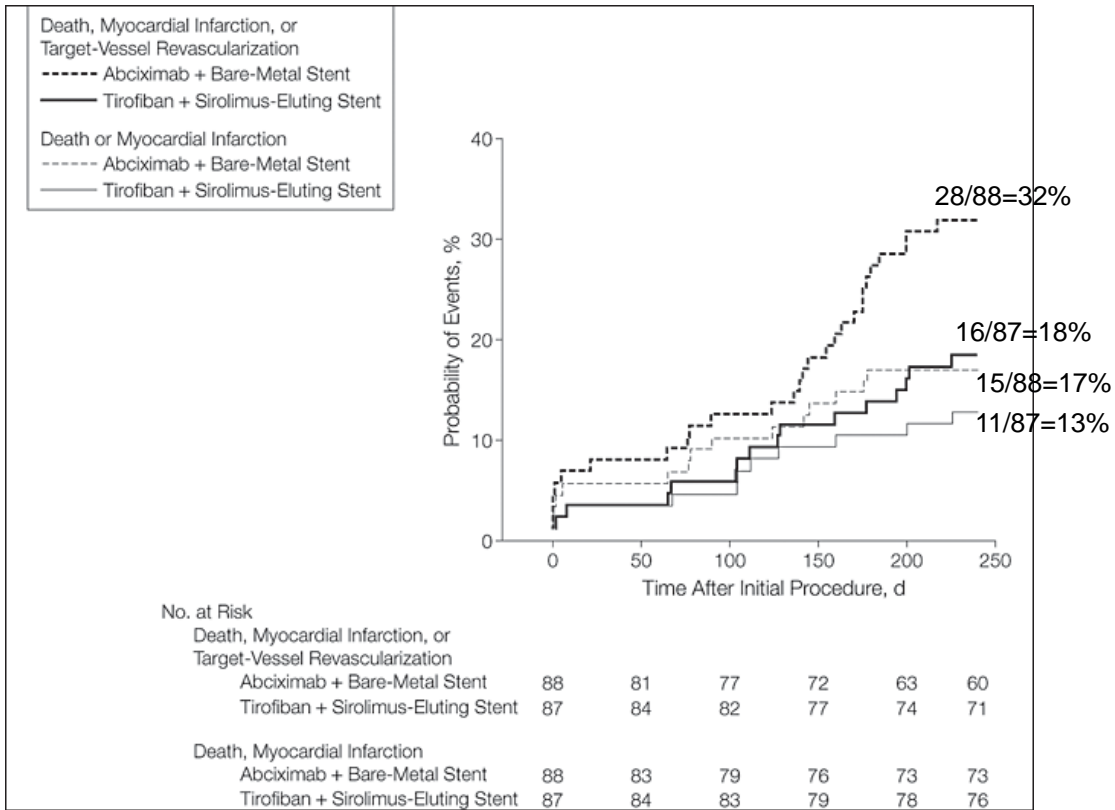 Death, Myocardial Infarction, or
Target-Vessel Revascularization
Abciximab + Bare-Metal Stent
Tirofiban + Sirolimus-Eluting Stent
Death or Myocardial Infarction
Abciximab + Bare-Metal Stent
Tirofiban + Sirolimus-Eluting Stent
Probability of Events, %
40
30
20
10
0
28/88=32%
16/87=18%
15/88=17%
11/87=13%
0 50 100 150 200 250
Time After Initial Procedure, d
No. at Risk
Death, Myocardial Infarction, or
Target-Vessel Revascularization
Abciximab + Bare-Metal Stent 88 81 77 72 63 60
Tirofiban + Sirolimus-Eluting Stent 87 84 82 77 74 71
Death, Myocardial Infarction
Abciximab + Bare-Metal Stent 88 83 79 76 73 73
Tirofiban + Sirolimus-Eluting Stent 87 84 83 79 78 76